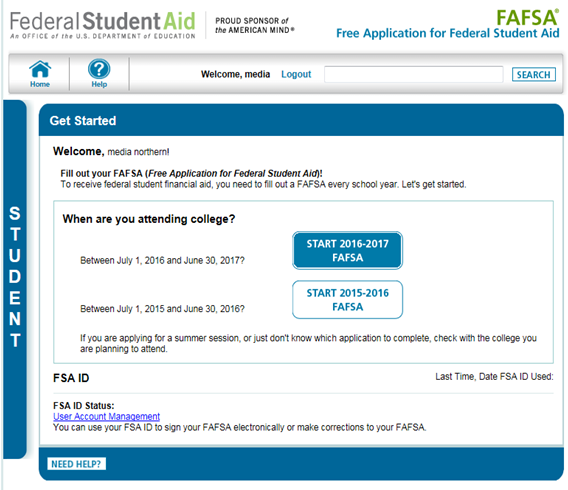 Federal Student Aid
An OFFICE of the U.S. DEPARTMENT of EDUCATION
PROUD SPONSOR of
the AMERICAN MIND®
FAFSA®
Free Application for Federal Student Aid
Home
Help
Welcome, media
Logout
SEARCH
STUDENT
Get Started
Welcome, media northern!
Fill out your FAFSA (Free Application for Federal Student Aid)!
To receive federal student financial aid, you need to fill out a FAFSA every school year. Let's get started.
When are you attending college?
Between July 1, 2016 and June 30, 2017?
START 2016-2017
FAFSA
Between July 1, 2015 and June 30, 2016?
START 2015-2016
FAFSA
If you are applying for a summer session, or just don't know which application to complete, check with the college you
are planning to attend.
FSA ID
Last Time, Date FSA ID Used:
FSA ID Status:
User Account Management
You can use your FSA ID to sign your FAFSA electronically or make corrections to your FAFSA.
NEED HELP?